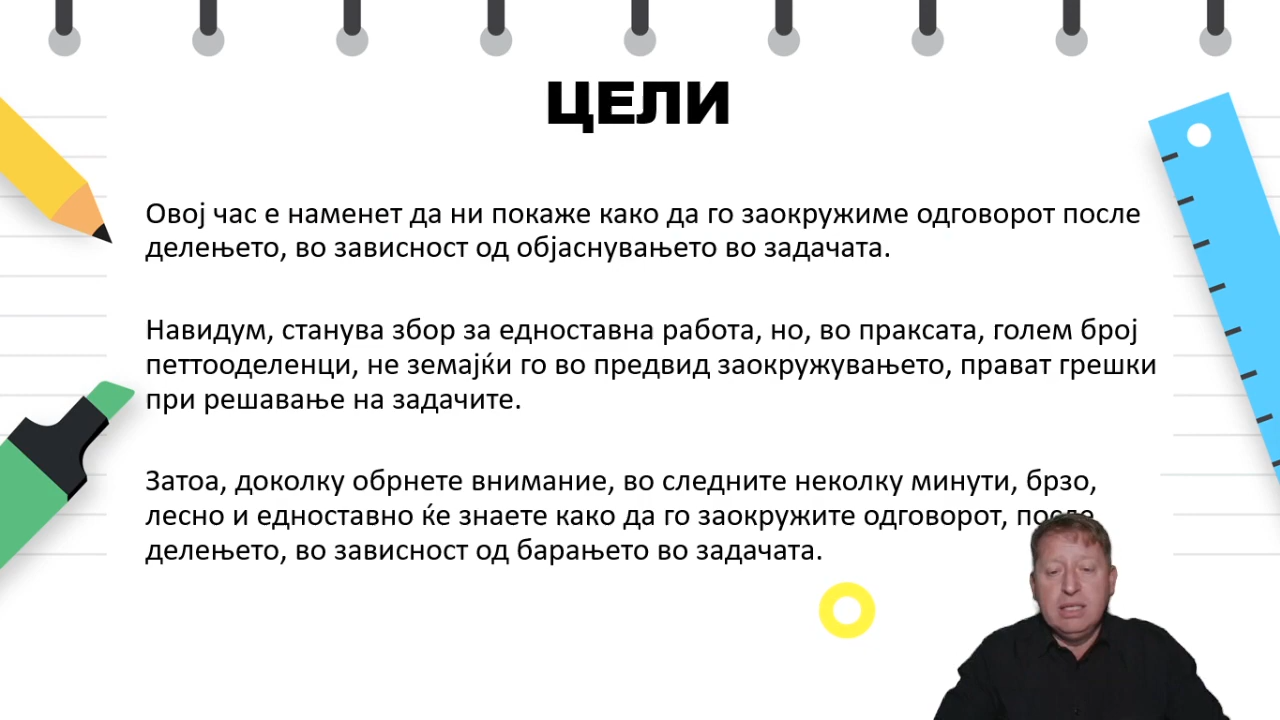 ЦЕЛИ
Овој час е наменет да ни покаже како да го заокружиме одговорот после
делењето, во зависност од објаснувањето во задачата.
Навидум, станува збор за едноставна работа, но, во праксата, голем број
петтооделенци, не земајќи го во предвид заокружувањето, прават грешки
при решавање на задачите.
Затоа, доколку обрнете внимание, во следните неколку минути, брзо,
лесно и едноставно ќе знаете како да го заокружите одговорот, после
делењето, во зависност од барањето во задачата.